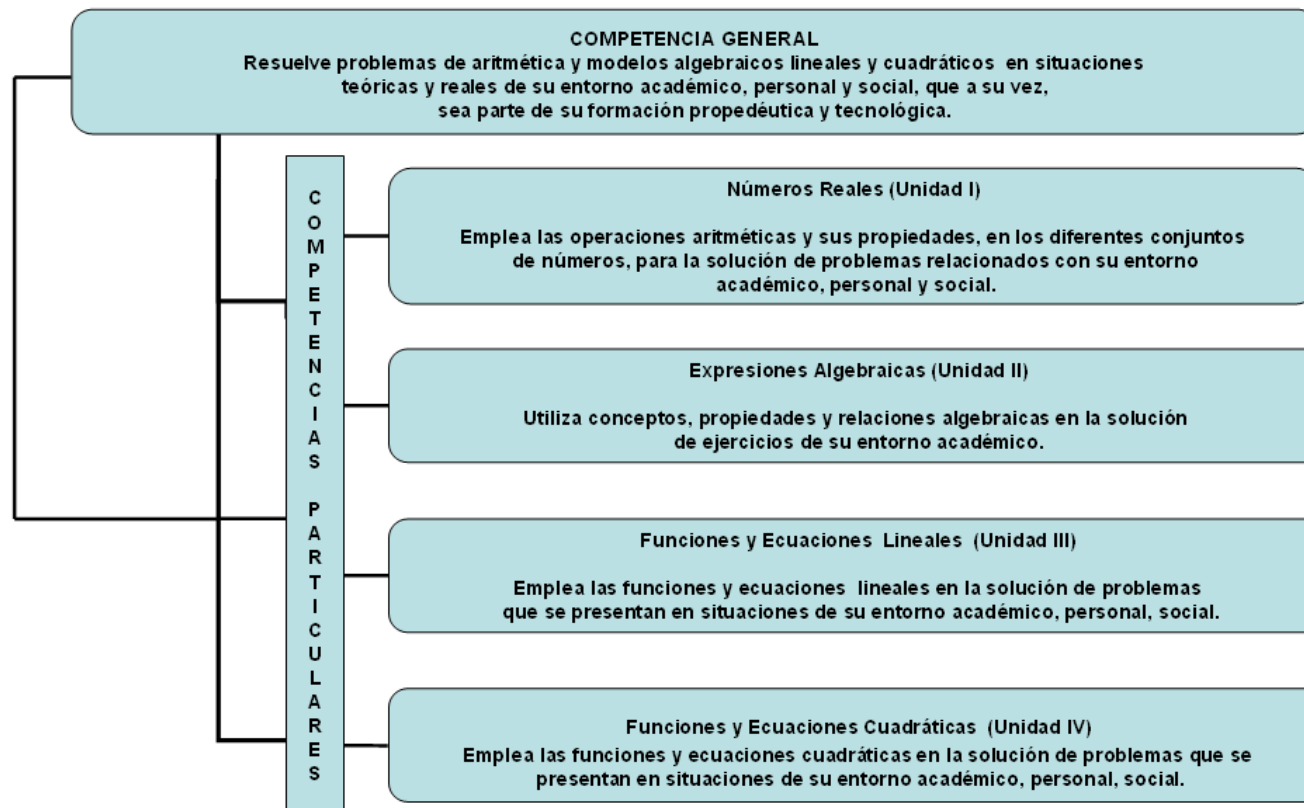 COMPETENCIA GENERAL
Resuelve problemas de aritmética y modelos algebraicos lineales y cuadráticos en situaciones
teóricas y reales de su entorno académico, personal y social, que a su vez,
sea parte de su formación propedéutica y tecnológica.
COMPETENCIAS PARTICULARES
Números Reales (Unidad I)
Emplea las operaciones aritméticas y sus propiedades, en los diferentes conjuntos
de números, para la solución de problemas relacionados con su entorno
académico, personal y social.
Expresiones Algebraicas (Unidad II)
Utiliza conceptos, propiedades y relaciones algebraicas en la solución
de ejercicios de su entorno académico.
Funciones y Ecuaciones Lineales (Unidad III)
Emplea las funciones y ecuaciones lineales en la solución de problemas
que se presentan en situaciones de su entorno académico, personal, social.
Funciones y Ecuaciones Cuadráticas (Unidad IV)
Emplea las funciones y ecuaciones cuadráticas en la solución de problemas que se
presentan en situaciones de su entorno académico, personal, social.